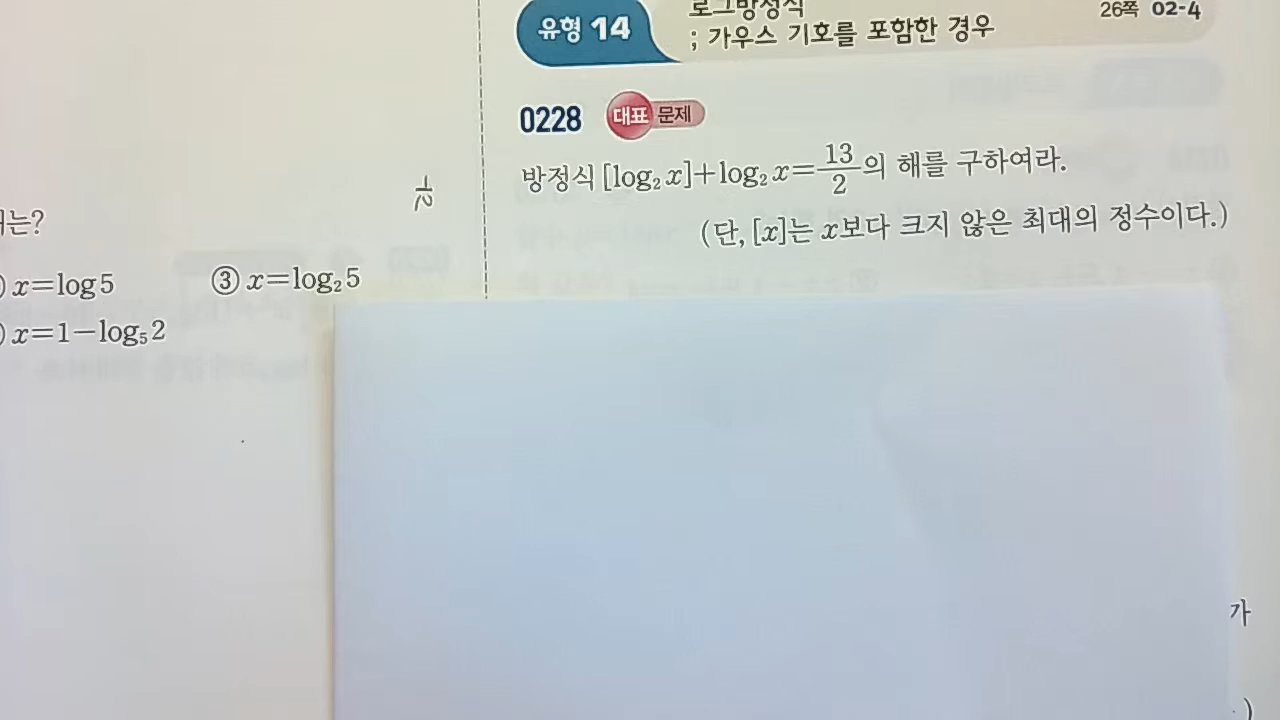 해는?
x=log5
③ x=log₂5
x=1−log₅2
유형 14
로그방정식
; 가우스 기호를 포함한 경우
26쪽 02-4
0228 대표 문제
방정식 [log₂x]+log₂x=13/2의 해를 구하여라.
(단, [x]는 x보다 크지 않은 최대의 정수이다.)
가
)